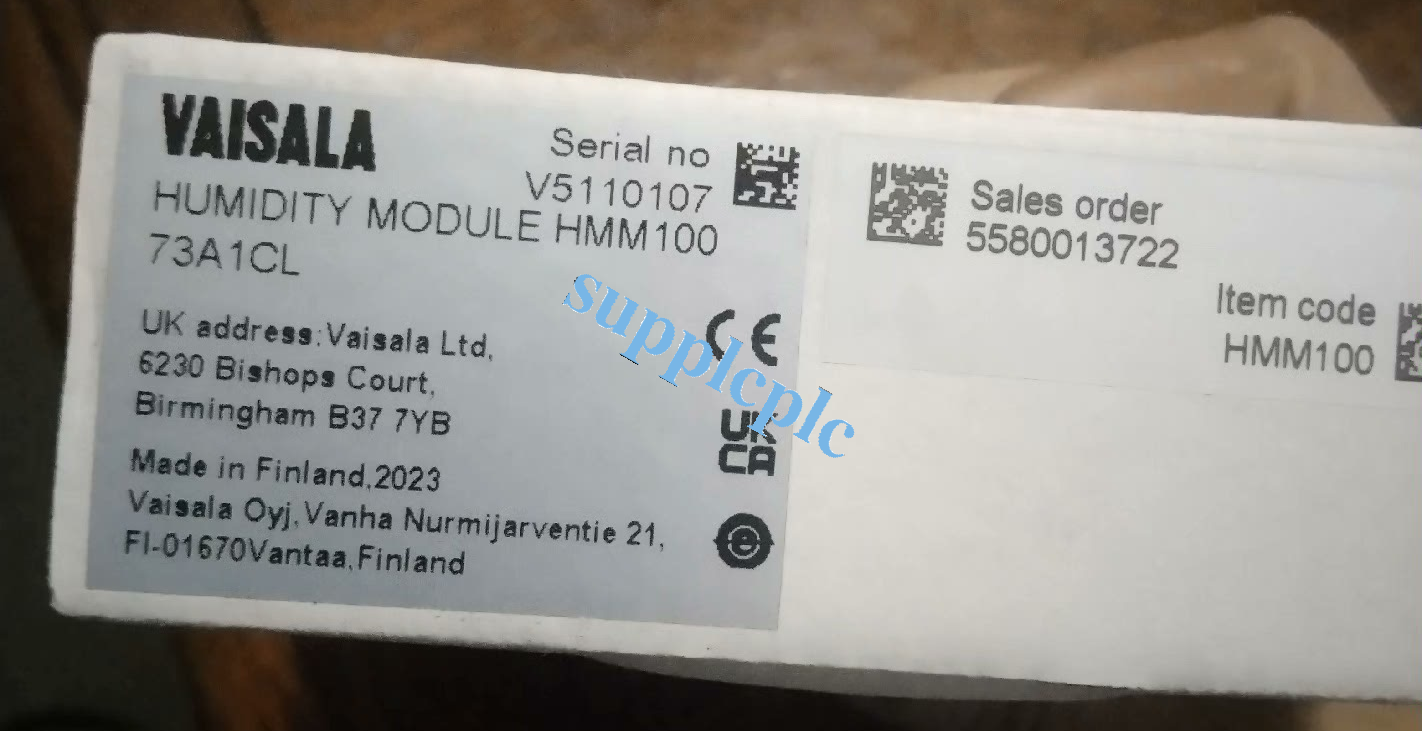 VAISALA
Serial no
V5110107
HUMIDITY MODULE HMM100
73A1CL
UK address:Vaisala Ltd,
6230 Bishops Court,
Birmingham B37 7YB
Made in Finland,2023
Vaisala Oyj,Vanha Nurmijarventie 21,
FI-01670Vantaa,Finland
CE
UK
CA
e
supplcplc
Sales order
5580013722
Item code
HMM100